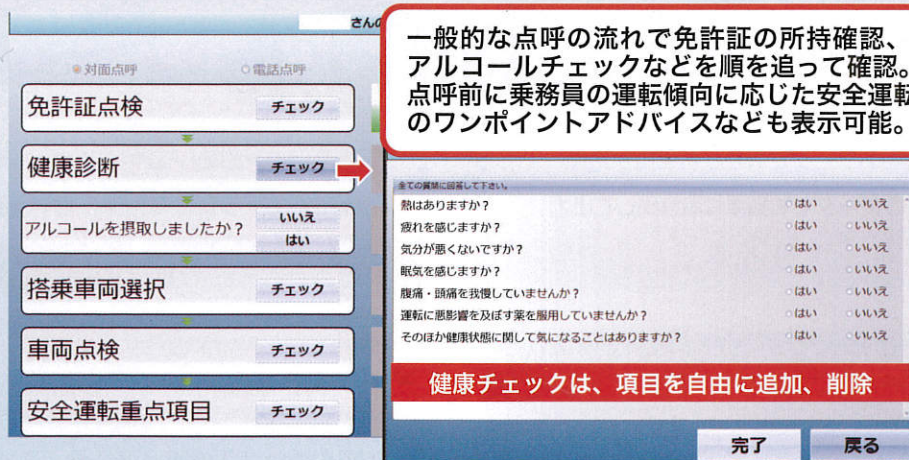 さんの
対面点呼
電話点呼
免許証点検
チェック
健康診断
チェック
アルコールを摂取しましたか？
いいえ
はい
搭乗車両選択
チェック
車両点検
チェック
安全運転重点項目
チェック
一般的な点呼の流れで免許証の所持確認、
アルコールチェックなどを順を追って確認。
点呼前に乗務員の運転傾向に応じた安全運転
のワンポイントアドバイスなども表示可能。
全ての質問に回答して下さい。
熱はありますか？ はい いいえ
疲れを感じますか？ はい いいえ
気分が悪くないですか？ はい いいえ
眠気を感じますか？ はい いいえ
腹痛・頭痛を我慢していませんか？ はい いいえ
運転に悪影響を及ぼす薬を服用していませんか？ はい いいえ
そのほか健康状態に関して気になることはありますか？ はい いいえ
健康チェックは、項目を自由に追加、削除
完了
戻る